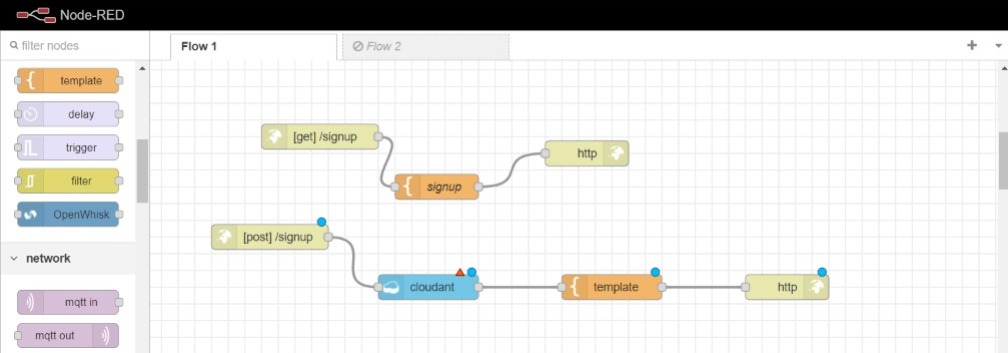 Node-RED
filter nodes
Flow 1
Flow 2
template
delay
trigger
filter
OpenWhisk
network
mqtt in
mqtt out
[get] /signup
http
signup
[post] /signup
cloudant
template
http